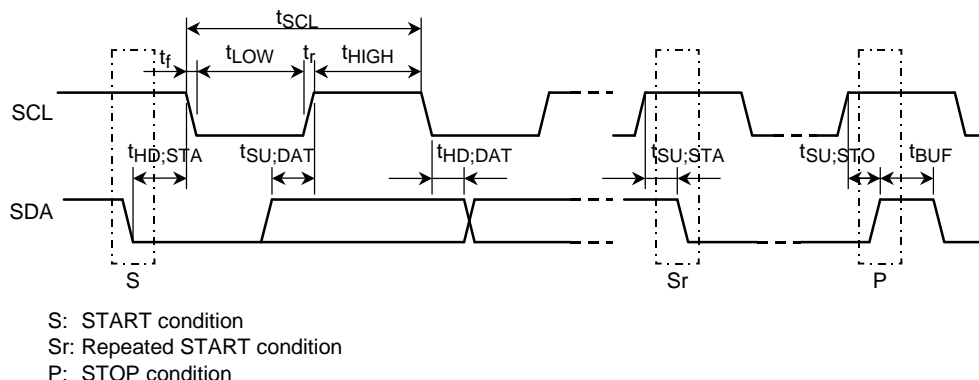 tSCL
tf tLOW tr tHIGH
SCL
tHD;STA tSU;DAT tHD;DAT tSU;STA tSU;STO tBUF
SDA
S Sr P
S: START condition
Sr: Repeated START condition
P: STOP condition